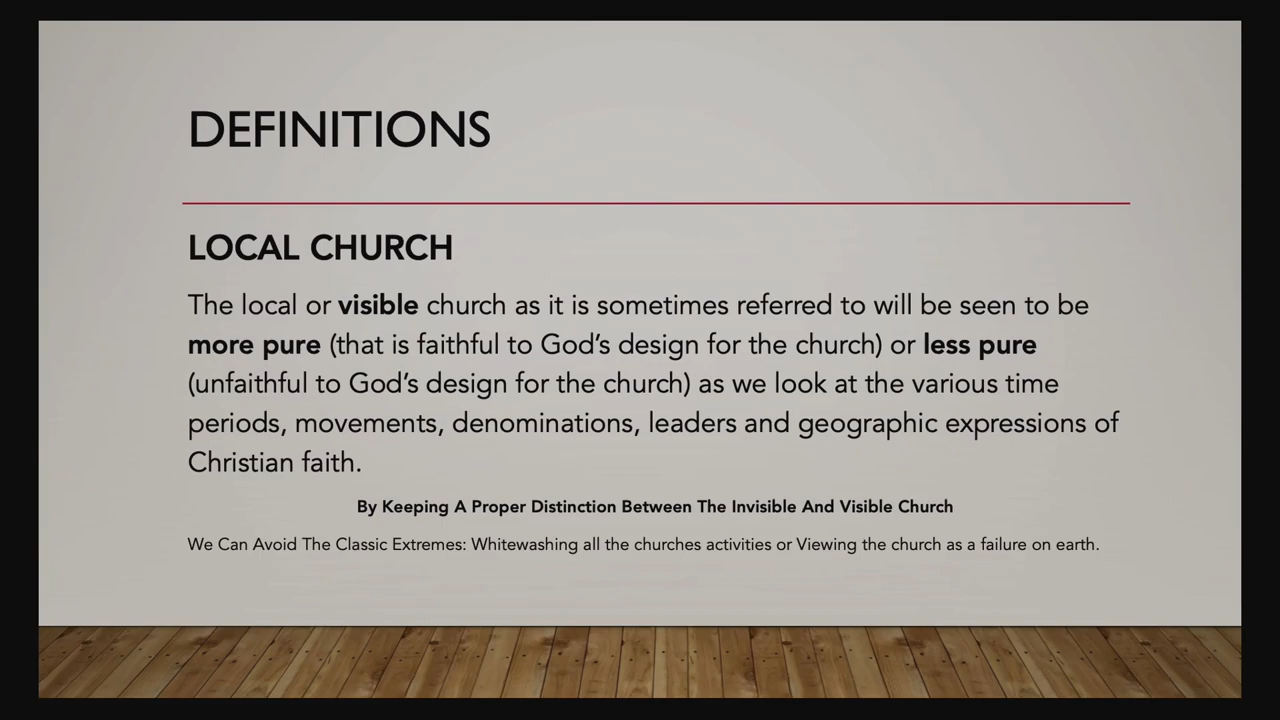 DEFINITIONS
LOCAL CHURCH
The local or visible church as it is sometimes referred to will be seen to be
more pure (that is faithful to God’s design for the church) or less pure
(unfaithful to God’s design for the church) as we look at the various time
periods, movements, denominations, leaders and geographic expressions of
Christian faith.
By Keeping A Proper Distinction Between The Invisible And Visible Church
We Can Avoid The Classic Extremes: Whitewashing all the churches activities or Viewing the church as a failure on earth.